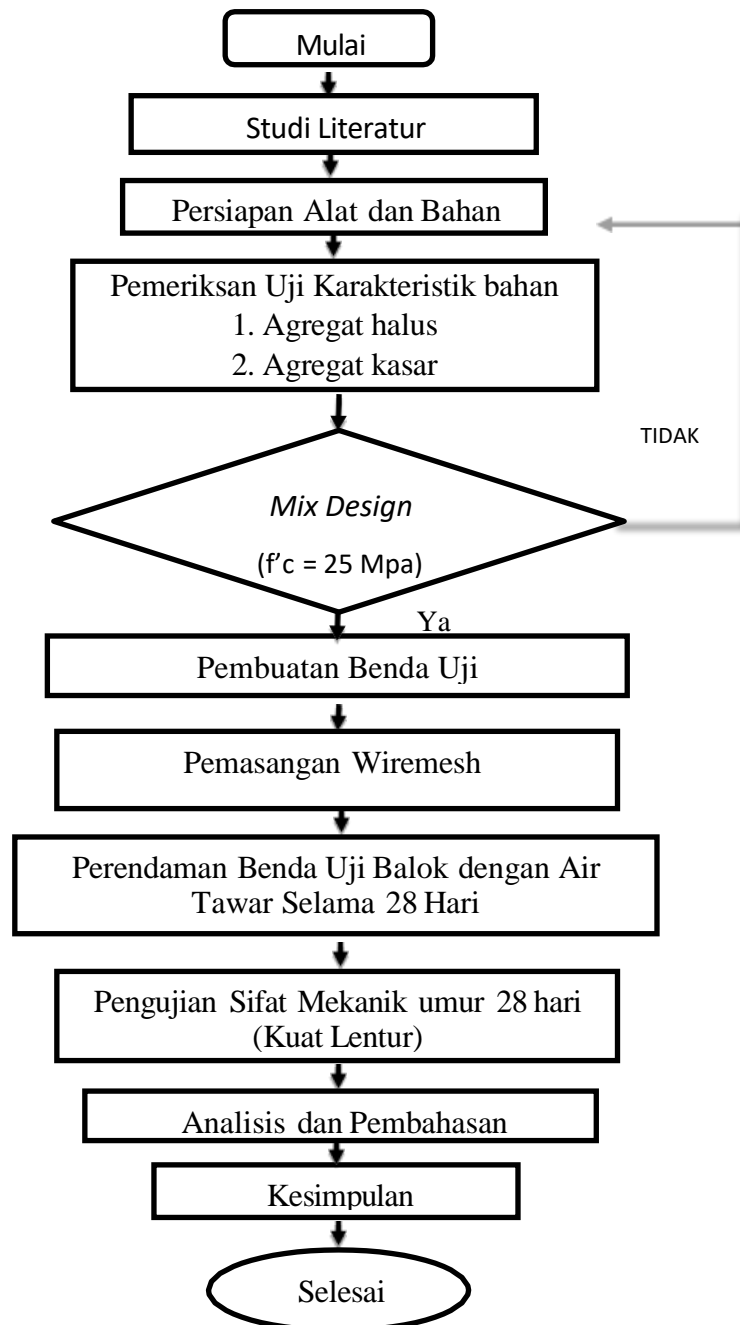 Mulai
Studi Literatur
Persiapan Alat dan Bahan
Pemeriksan Uji Karakteristik bahan
1. Agregat halus
2. Agregat kasar
TIDAK
Mix Design
(f’c = 25 Mpa)
Ya
Pembuatan Benda Uji
Pemasangan Wiremesh
Perendaman Benda Uji Balok dengan Air
Tawar Selama 28 Hari
Pengujian Sifat Mekanik umur 28 hari
(Kuat Lentur)
Analisis dan Pembahasan
Kesimpulan
Selesai